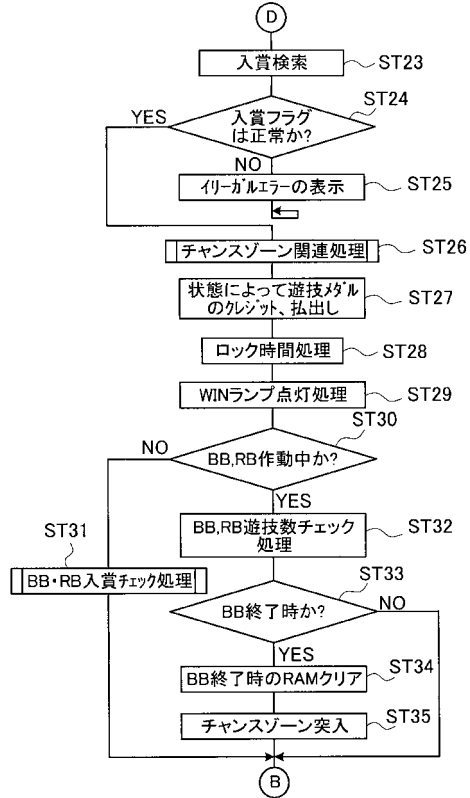 D
入賞検索
ST23
ST24
YES
入賞フラグ
は正常か?
NO
イリーガルエラーの表示
ST25
チャンスゾーン関連処理
ST26
状態によって遊技メダル
のクレジット、払出し
ST27
ロック時間処理
ST28
WINランプ点灯処理
ST29
ST30
NO
BB,RB作動中か?
YES
ST31
BB,RB遊技数チェック
処理
ST32
BB・RB入賞チェック処理
ST33
BB終了時か?
NO
YES
BB終了時のRAMクリア
ST34
チャンスゾーン突入
ST35
B